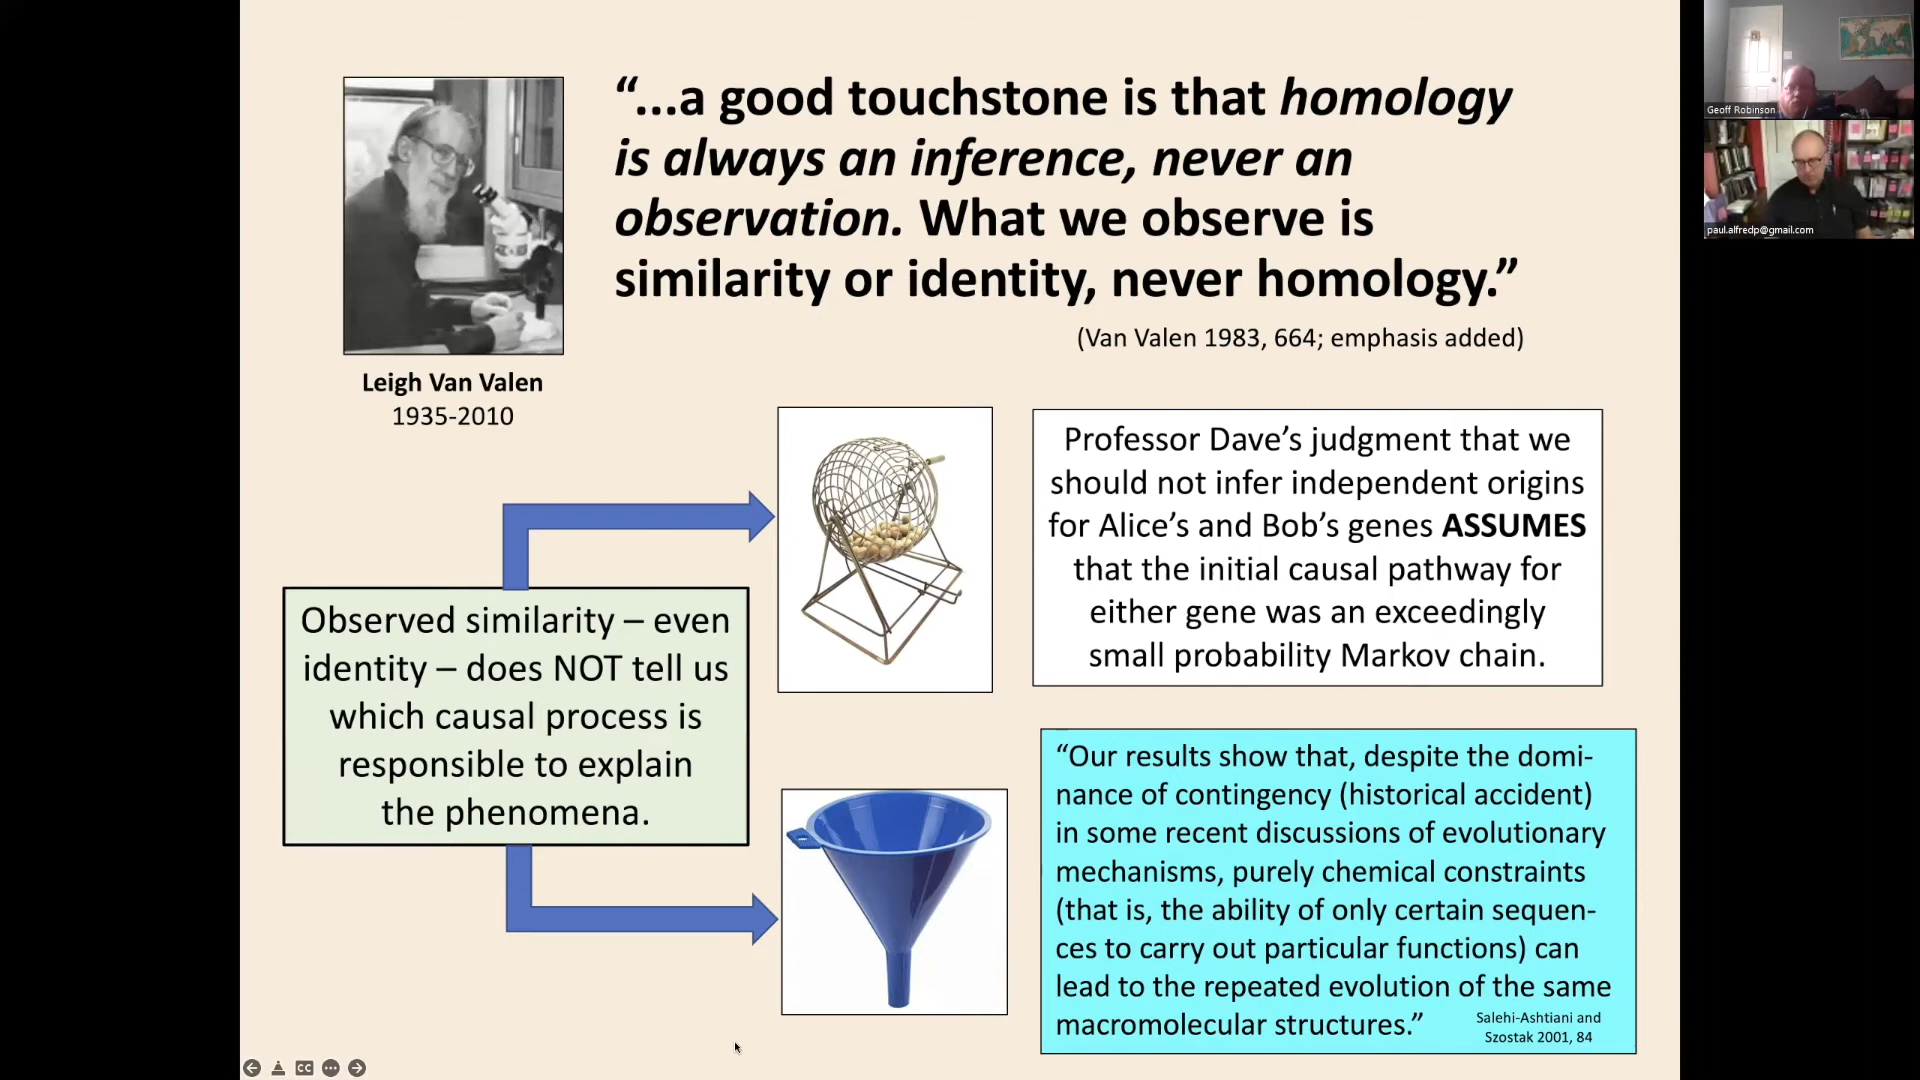 “...a good touchstone is that homology
is always an inference, never an
observation. What we observe is
similarity or identity, never homology.”
(Van Valen 1983, 664; emphasis added)
Leigh Van Valen
1935-2010
Observed similarity – even
identity – does NOT tell us
which causal process is
responsible to explain
the phenomena.
Professor Dave’s judgment that we
should not infer independent origins
for Alice’s and Bob’s genes ASSUMES
that the initial causal pathway for
either gene was an exceedingly
small probability Markov chain.
“Our results show that, despite the domi-
nance of contingency (historical accident)
in some recent discussions of evolutionary
mechanisms, purely chemical constraints
(that is, the ability of only certain sequen-
ces to carry out particular functions) can
lead to the repeated evolution of the same
macromolecular structures.”
Salehi-Ashtiani and
Szostak 2001, 84
Geoff Robinson
paul.alfredp@gmail.com
CC